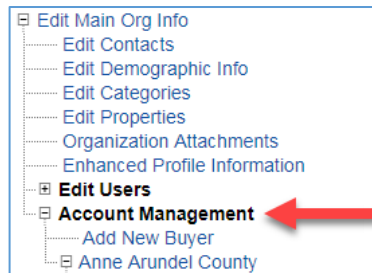 Edit Main Org Info
Edit Contacts
Edit Demographic Info
Edit Categories
Edit Properties
Organization Attachments
Enhanced Profile Information
Edit Users
Account Management
Add New Buyer
Anne Arundel County